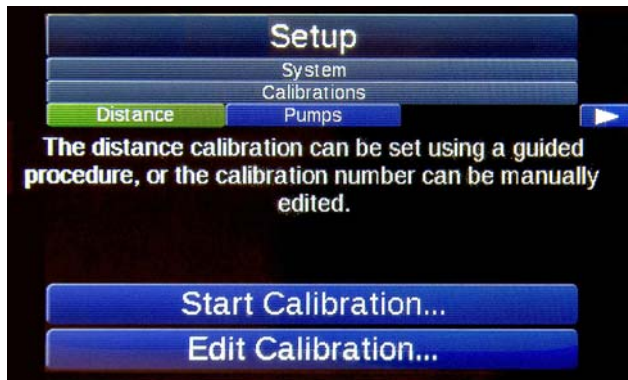 Setup
System
Calibrations
Distance Pumps
The distance calibration can be set using a guided
procedure, or the calibration number can be manually
edited.
Start Calibration...
Edit Calibration...